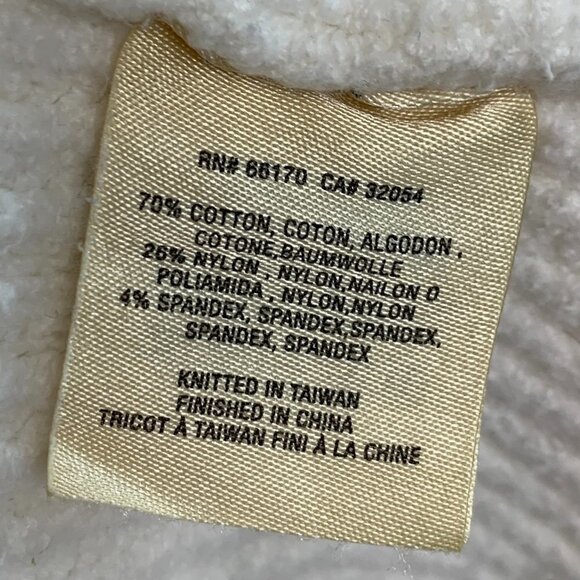 RN# 66170 CA# 32054
70% COTTON, COTON, ALGODON ,
COTONE,BAUMWOLLE
26% NYLON , NYLON,NAILON O
POLIAMIDA , NYLON,NYLON
4% SPANDEX, SPANDEX,SPANDEX,
SPANDEX, SPANDEX
KNITTED IN TAIWAN
FINISHED IN CHINA
TRICOT À TAIWAN FINI À LA CHINE